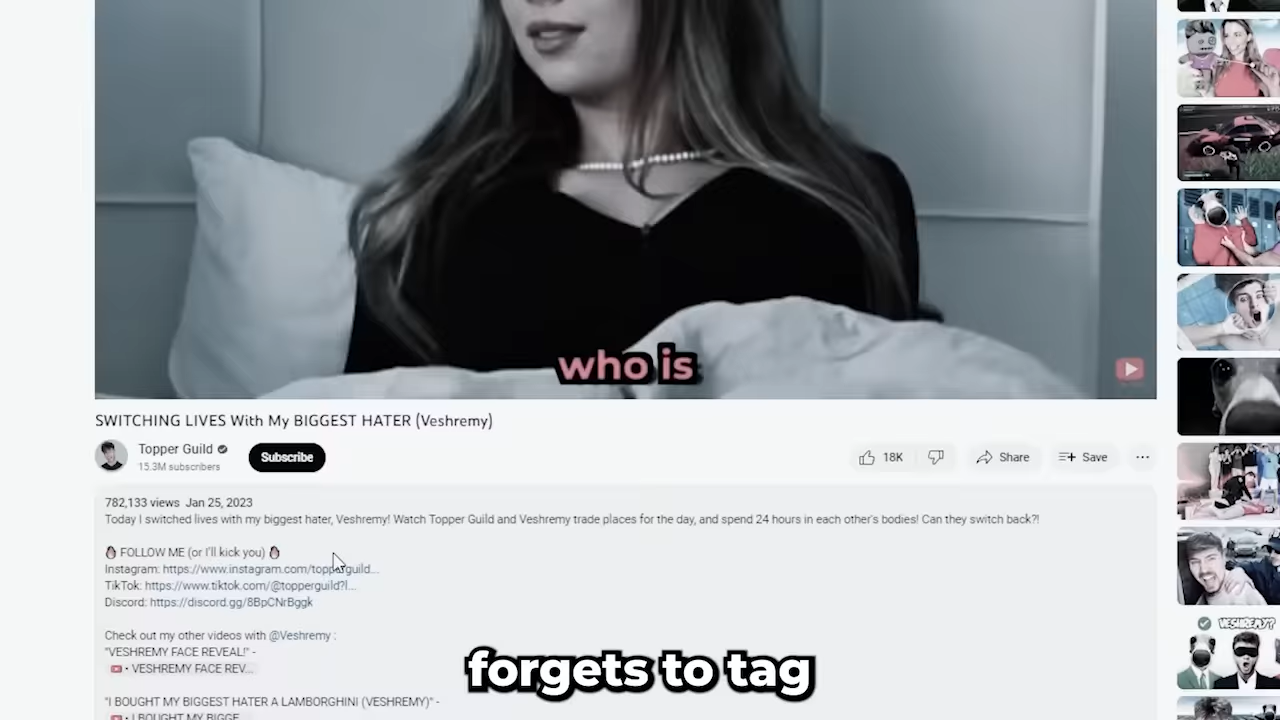 who is
SWITCHING LIVES With My BIGGEST HATER (Veshremy)
Topper Guild
15.3M subscribers
Subscribe
18K
Share
Save
782,133 views Jan 25, 2023
Today I switched lives with my biggest hater, Veshremy! Watch Topper Guild and Veshremy trade places for the day, and spend 24 hours in each other's bodies! Can they switch back?!
🐧 FOLLOW ME (or I'll kick you) 🐧
Instagram: https://www.instagram.com/topperguild...
TikTok: https://www.tiktok.com/@topperguild?l...
Discord: https://discord.gg/8BpCNrBggk
Check out my other videos with @Veshremy :
"VESHREMY FACE REVEAL!" -
• VESHREMY FACE REV...
"I BOUGHT MY BIGGEST HATER A LAMBORGHINI (VESHREMY)" -
• I BOUGHT MY BIGGE...
VESHREMY?
forgets to tag